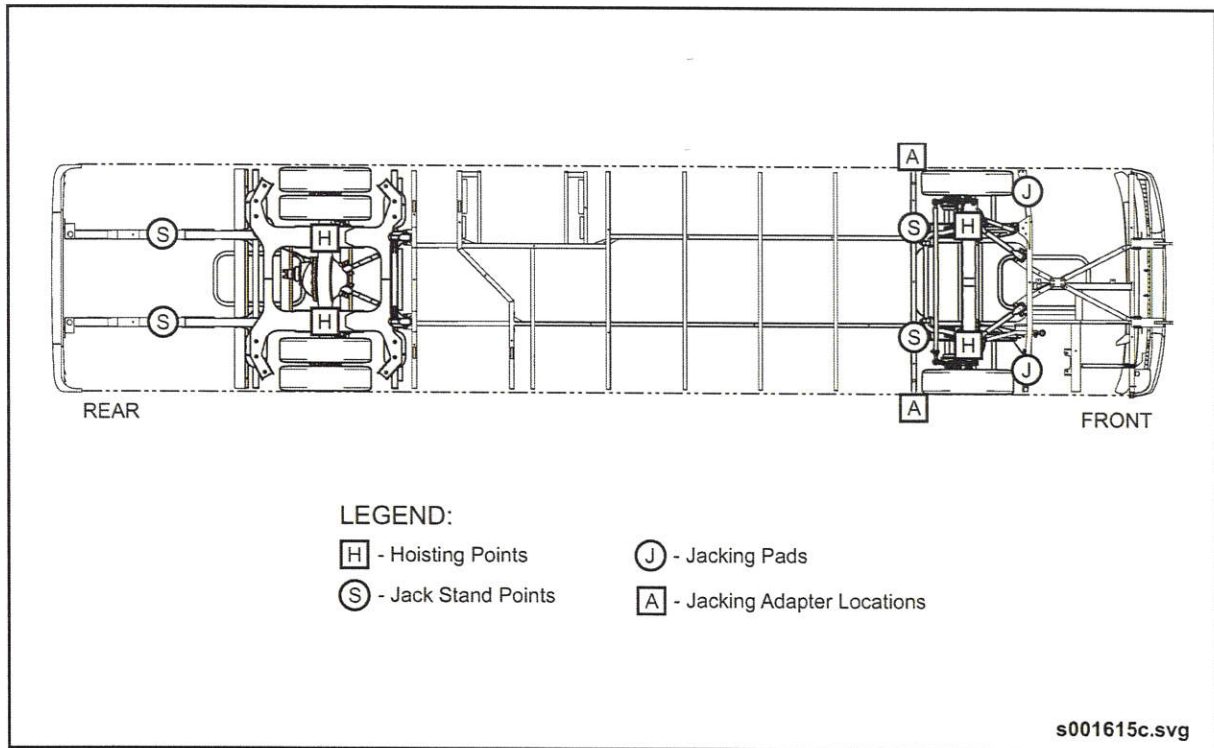 A
J
S
H
S
H
H
S
S
H
J
A
REAR
FRONT
LEGEND:
H - Hoisting Points
J - Jacking Pads
S - Jack Stand Points
A - Jacking Adapter Locations
s001615c.svg